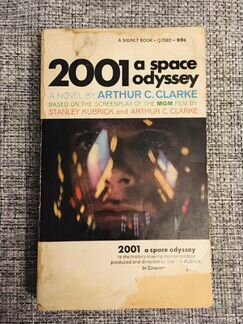 A SIGNET BOOK • Q3580 • 95c
2001 a space odyssey
A NOVEL BY ARTHUR C. CLARKE
BASED ON THE SCREENPLAY OF THE MGM FILM BY
STANLEY KUBRICK and ARTHUR C. CLARKE
2001 a space odyssey
is the history-making motion picture
produced and directed by Kubrick.
In